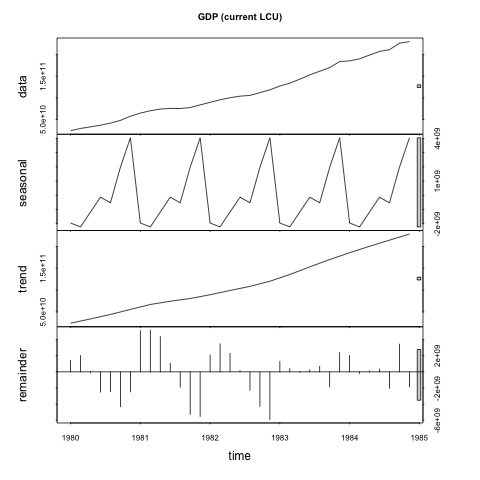 GDP (current LCU)
data
5.0e+10 1.5e+11
seasonal
-2e+09 1e+09 4e+09
trend
5.0e+10 1.5e+11
remainder
-6e+09 -2e+09 2e+09
1980 1981 1982 1983 1984 1985
time